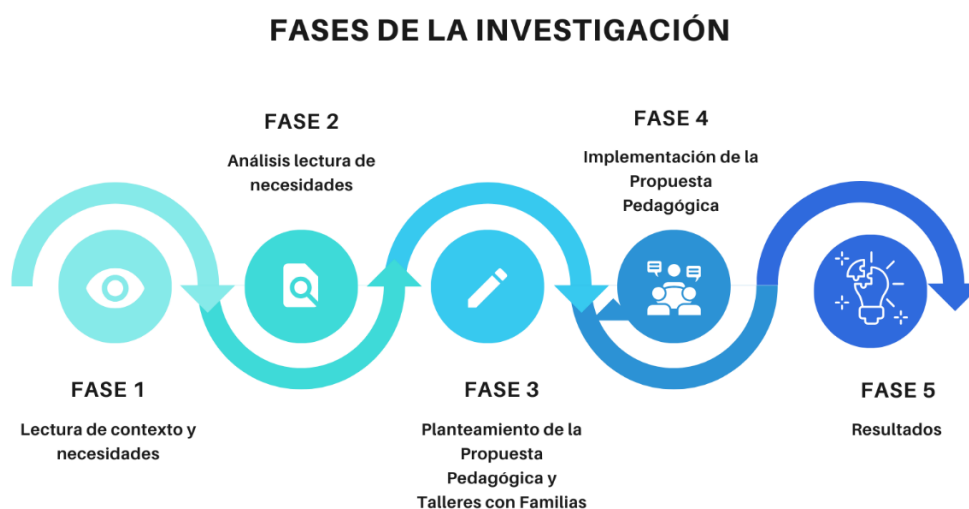 FASES DE LA INVESTIGACIÓN
FASE 1
Lectura de contexto y
necesidades
FASE 2
Análisis lectura de
necesidades
FASE 3
Planteamiento de la
Propuesta
Pedagógica y
Talleres con Familias
FASE 4
Implementación de la
Propuesta
Pedagógica
FASE 5
Resultados